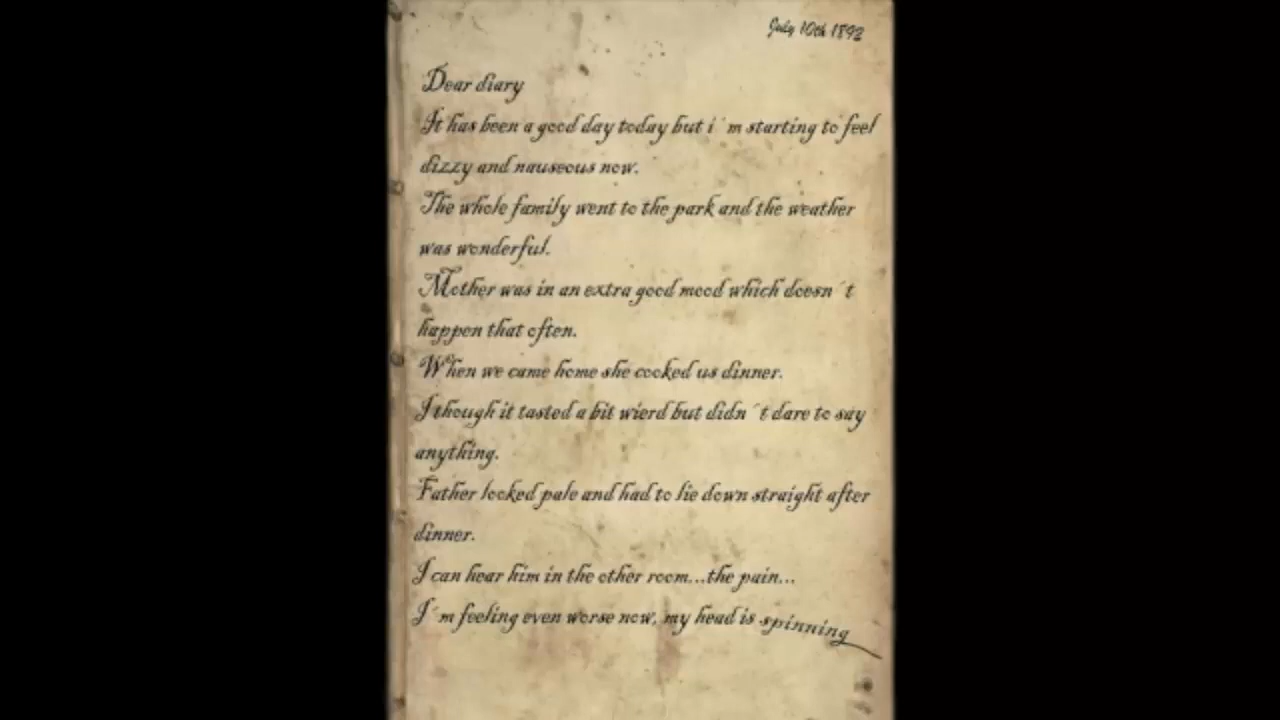 July 10th 1892
Dear diary
It has been a good day today but i´m starting to feel
dizzy and nauseous now.
The whole family went to the park and the weather
was wonderful.
Mother was in an extra good mood which doesn´t
happen that often.
When we came home she cooked us dinner.
I though it tasted a bit wierd but didn´t dare to say
anything.
Father looked pale and had to lie down straight after
dinner.
I can hear him in the other room...the pain...
I´m feeling even worse now, my head is spinning